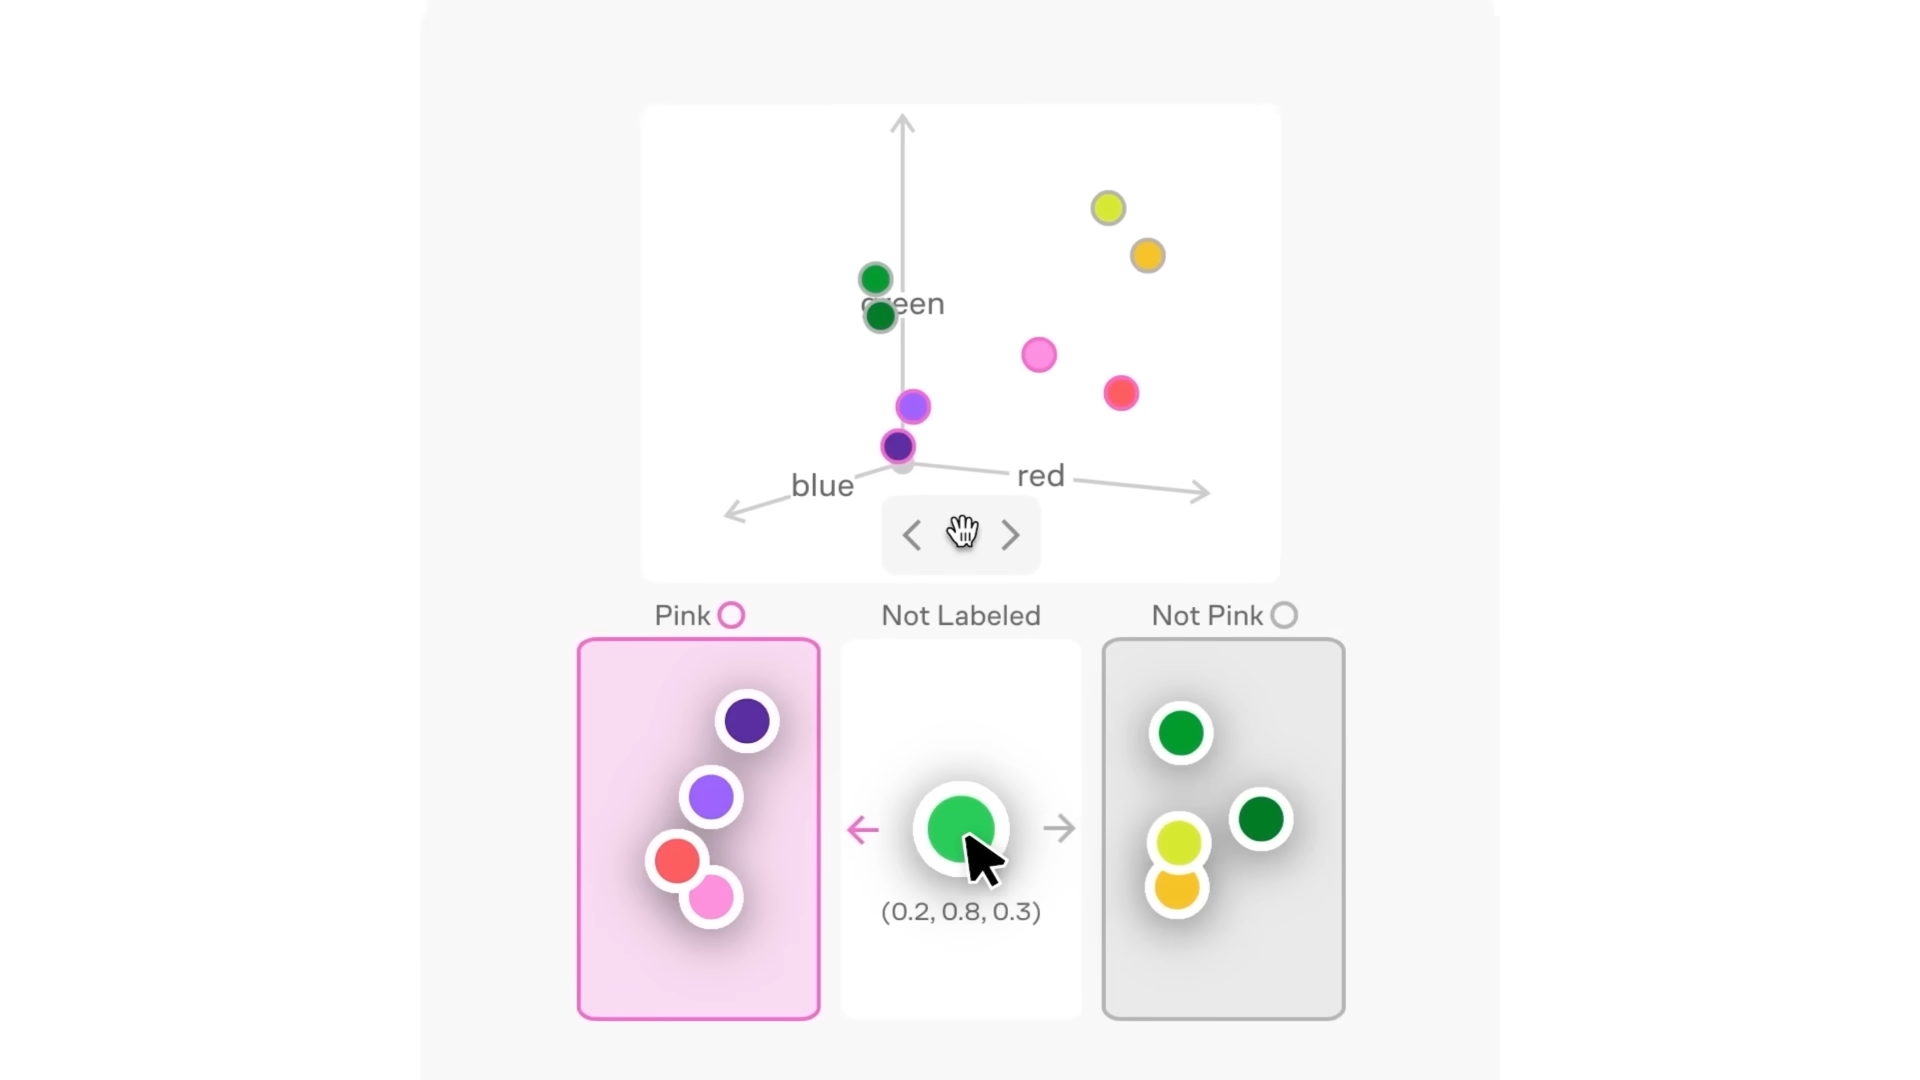 green
blue
red
Pink
Not Labeled
Not Pink
(0.2, 0.8, 0.3)